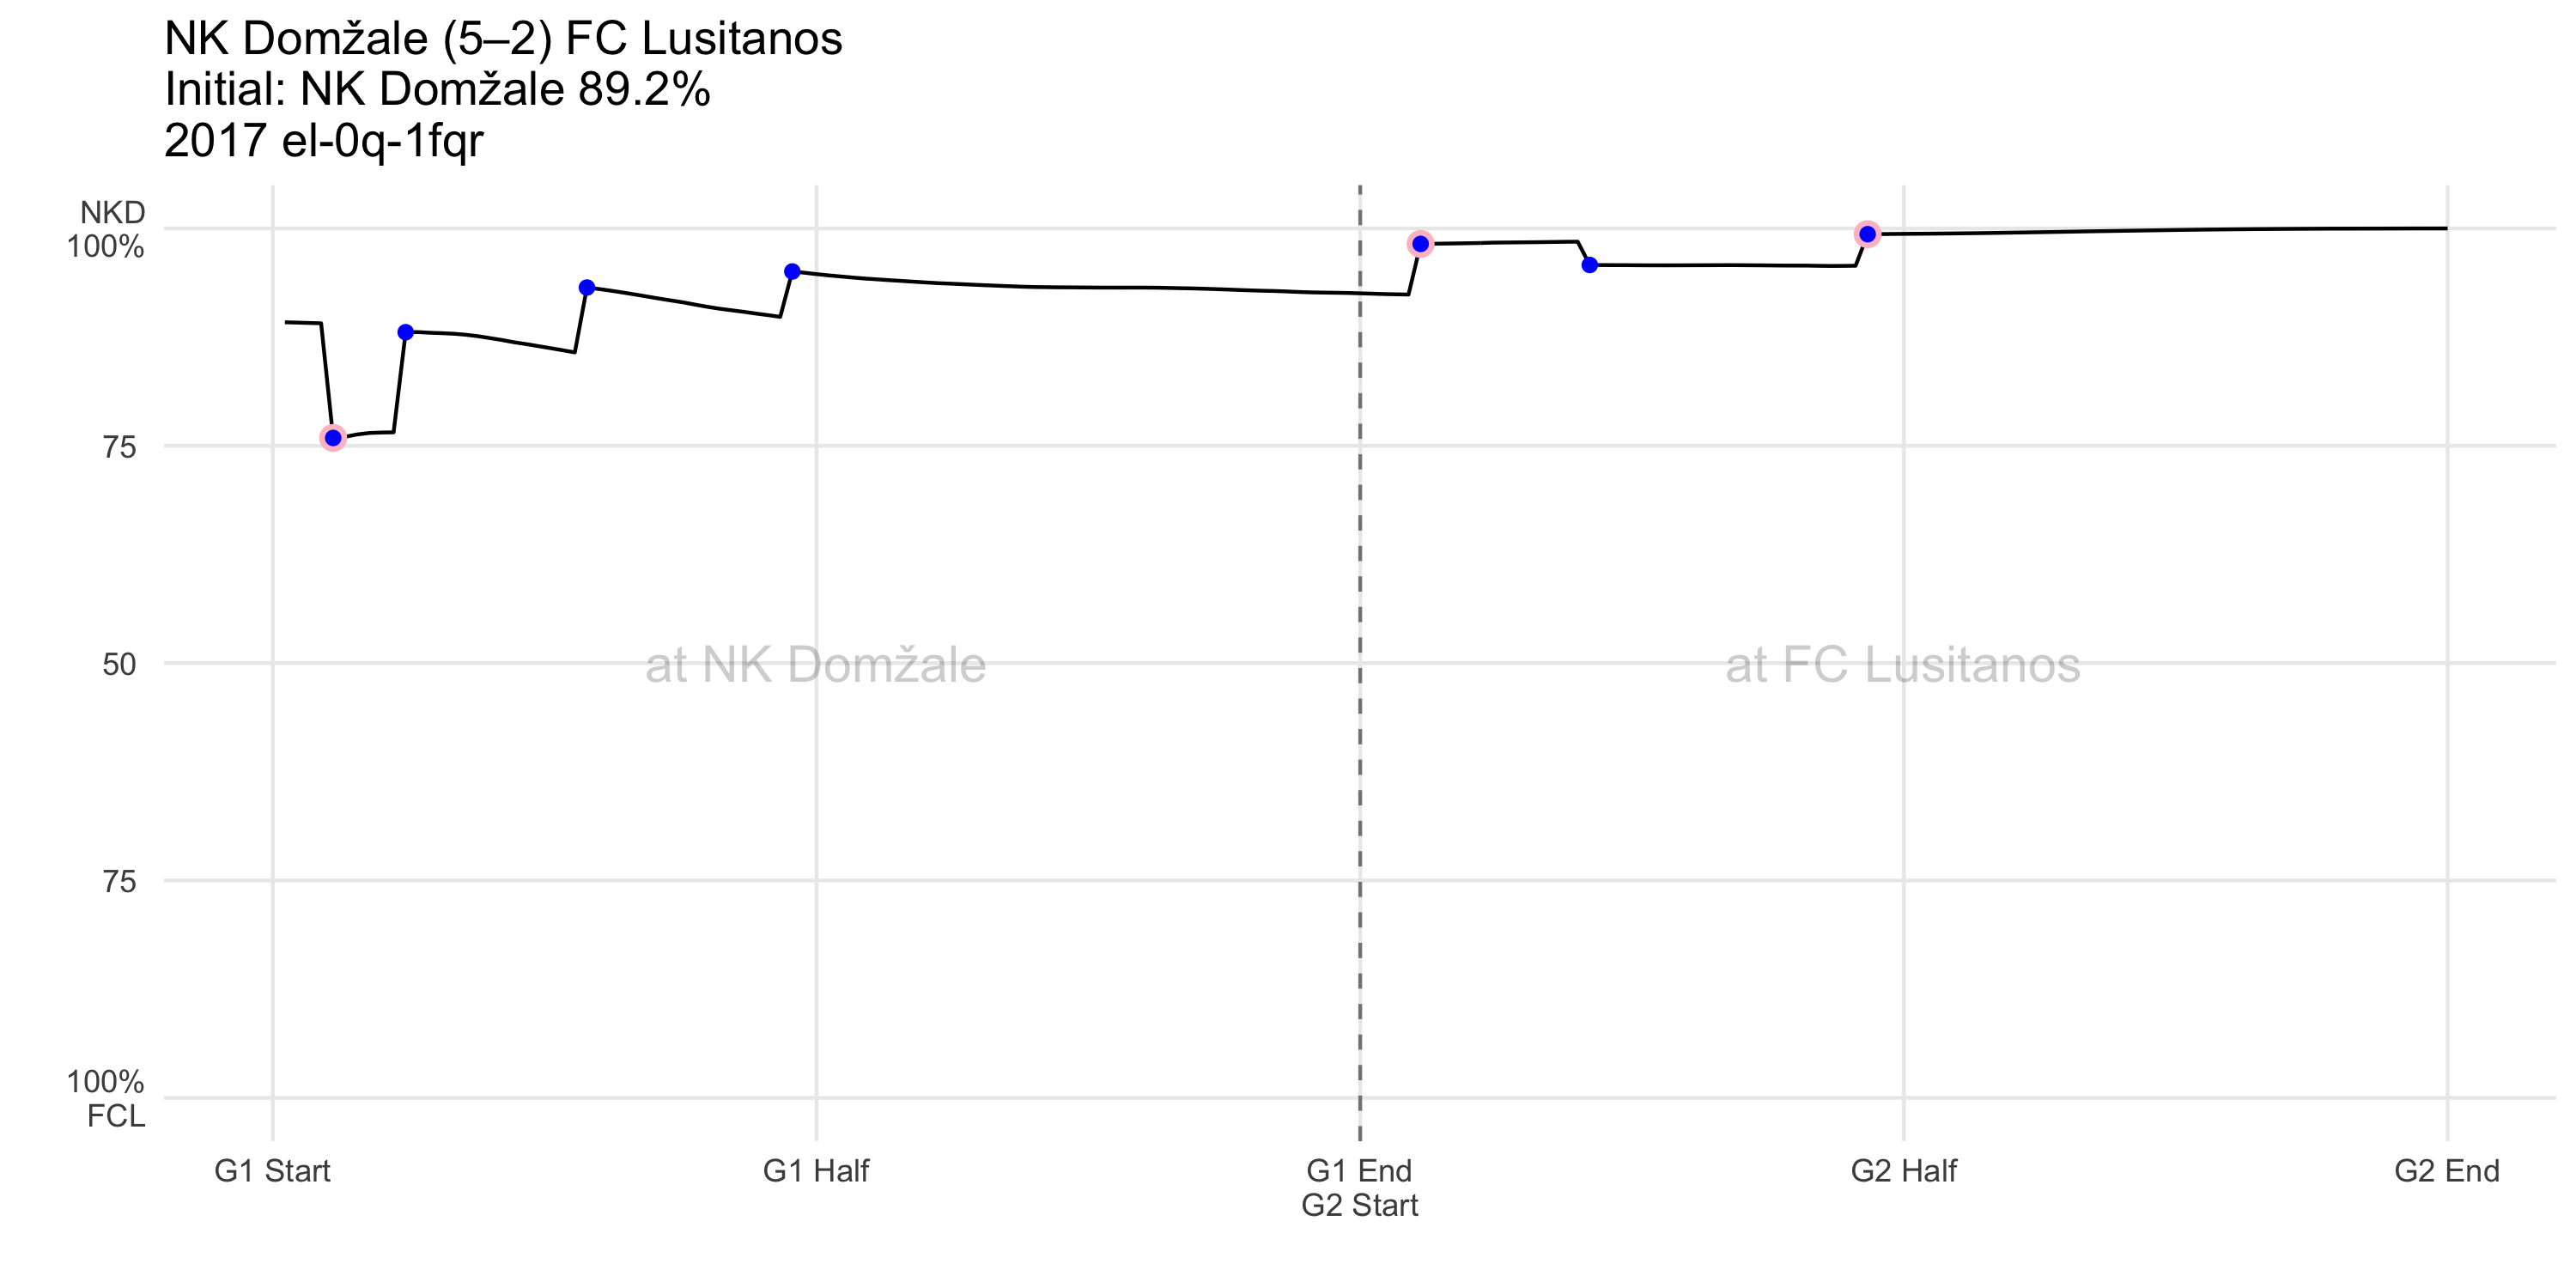 NK Domžale (5–2) FC Lusitanos
Initial: NK Domžale 89.2%
2017 el-0q-1fqr
NKD
100%
75
50
75
100%
FCL
at NK Domžale
at FC Lusitanos
G1 Start
G1 Half
G1 End
G2 Start
G2 Half
G2 End